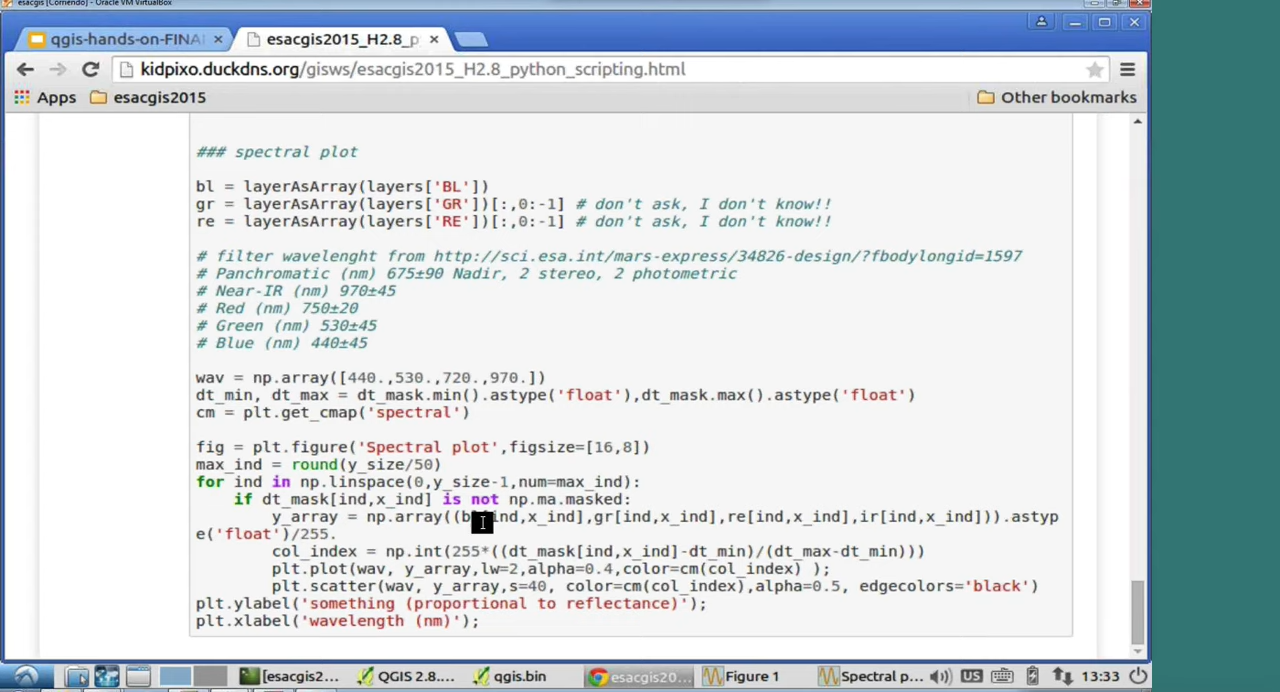 esacgis [Corriendo] - Oracle VM VirtualBox
qgis-hands-on-FINAL
esacgis2015_H2.8_p
kidpixo.duckdns.org/gisws/esacgis2015_H2.8_python_scripting.html
Apps esacgis2015 Other bookmarks
### spectral plot
bl = layerAsArray(layers['BL'])
gr = layerAsArray(layers['GR'])[:,0:-1] # don't ask, I don't know!!
re = layerAsArray(layers['RE'])[:,0:-1] # don't ask, I don't know!!
# filter wavelenght from http://sci.esa.int/mars-express/34826-design/?fbodylongid=1597
# Panchromatic (nm) 675±90 Nadir, 2 stereo, 2 photometric
# Near-IR (nm) 970±45
# Red (nm) 750±20
# Green (nm) 530±45
# Blue (nm) 440±45
wav = np.array([440.,530.,720.,970.])
dt_min, dt_max = dt_mask.min().astype('float'),dt_mask.max().astype('float')
cm = plt.get_cmap('spectral')
fig = plt.figure('Spectral plot',figsize=[16,8])
max_ind = round(y_size/50)
for ind in np.linspace(0,y_size-1,num=max_ind):
if dt_mask[ind,x_ind] is not np.ma.masked:
y_array = np.array((bl[ind,x_ind],gr[ind,x_ind],re[ind,x_ind],ir[ind,x_ind])).astyp
e('float')/255.
col_index = np.int(255*((dt_mask[ind,x_ind]-dt_min)/(dt_max-dt_min)))
plt.plot(wav, y_array,lw=2,alpha=0.4,color=cm(col_index) );
plt.scatter(wav, y_array,s=40, color=cm(col_index),alpha=0.5, edgecolors='black')
plt.ylabel('something (proportional to reflectance)');
plt.xlabel('wavelength (nm)');
[esacgis2... QGIS 2.8.... qgis.bin esacgis20... Figure 1 Spectral p... US 13:33